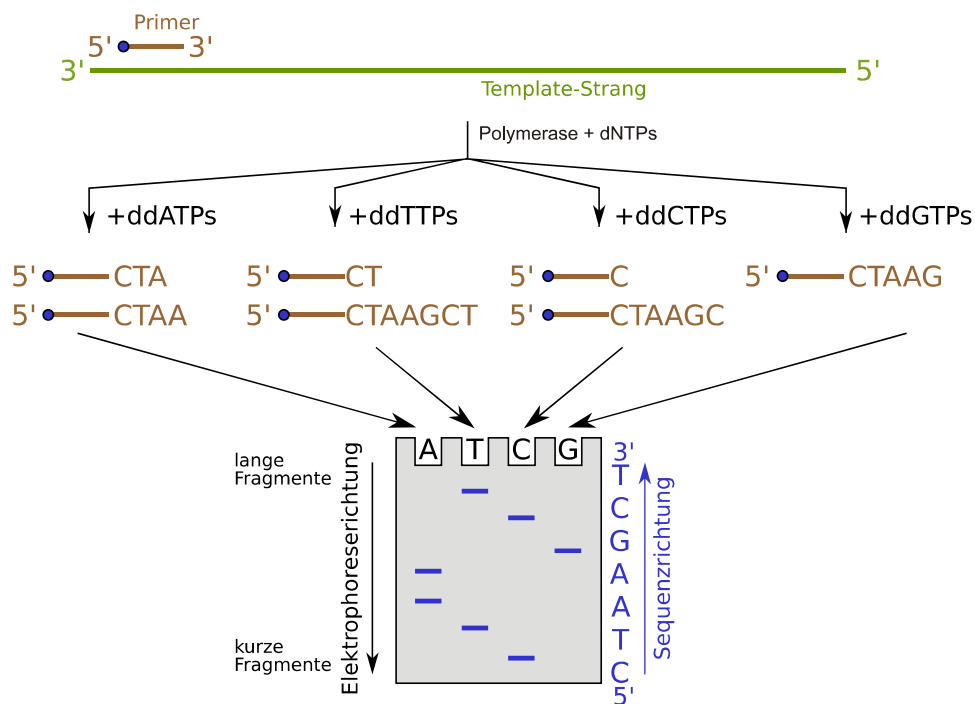 Primer
5' 3'
3' 5'
Template-Strang
Polymerase + dNTPs
+ddATPs +ddTTPs +ddCTPs +ddGTPs
5' CTA 5' CT 5' C 5' CTAAG
5' CTAA 5' CTAAGCT 5' CTAAGC
A T C G
lange
Fragmente
kurze
Fragmente
Elektrophoreserichtung
3'
T
C
G
A
A
T
C
5'
Sequenzrichtung